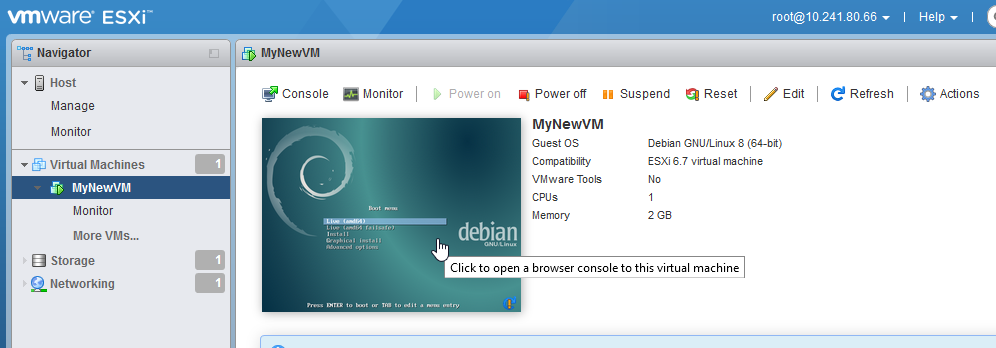 vmware ESXi™
root@10.241.80.66
Help
Navigator
Host
Manage
Monitor
Virtual Machines 1
MyNewVM
Monitor
More VMs...
Storage 1
Networking 1
MyNewVM
Console Monitor Power on Power off Suspend Reset Edit Refresh Actions
Boot menu
Live (amd64)
Live (amd64 failsafe)
Install
Graphical install
Advanced options
debian
GNU/Linux
Press ENTER to boot or TAB to edit a menu entry
MyNewVM
Guest OS Debian GNU/Linux 8 (64-bit)
Compatibility ESXi 6.7 virtual machine
VMware Tools No
CPUs 1
Memory 2 GB
Click to open a browser console to this virtual machine